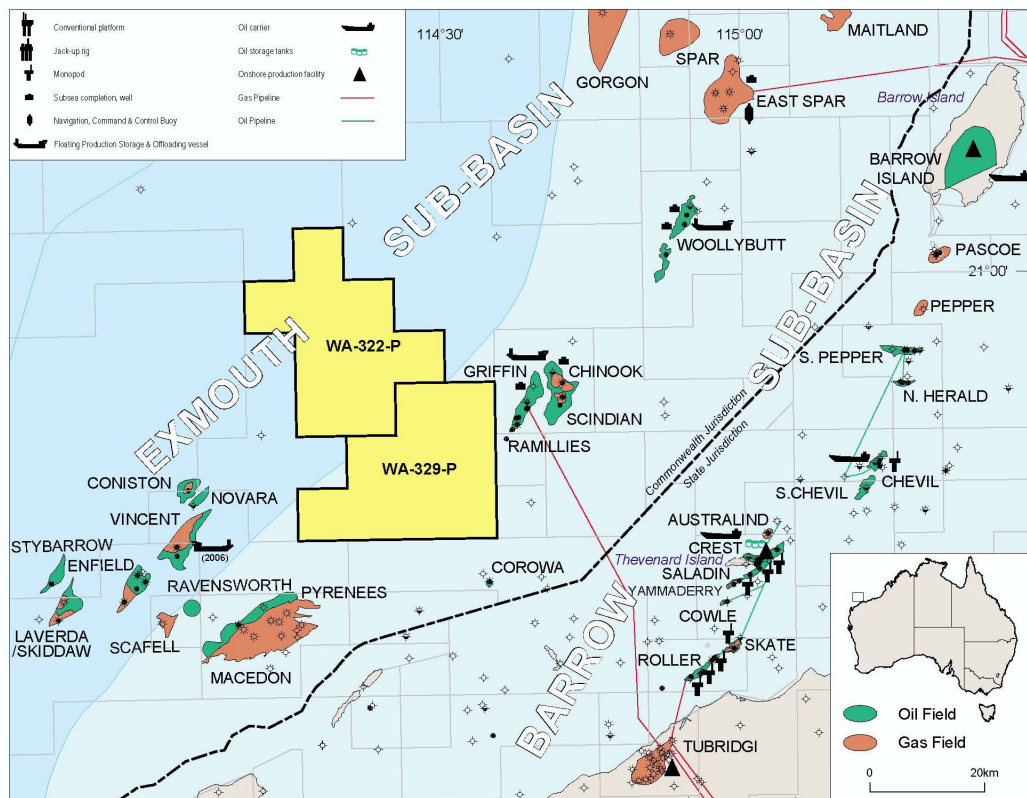 Conventional platform
Jack-up rig
Monopod
Subsea completion, well
Navigation, Command & Control Buoy
Floating Production Storage & Offloading vessel
Oil carrier
Oil storage tanks
Onshore production facility
Gas Pipeline
Oil Pipeline
114°30'
115°00'
MAITLAND
SPAR
GORGON
EAST SPAR
Barrow Island
BARROW
ISLAND
SUB-BASIN
WOOLLYBUTT
PASCOE
21°00'
PEPPER
SUB-BASIN
WA-322-P
S. PEPPER
GRIFFIN
CHINOOK
N. HERALD
SCINDIAN
EXMOUTH
RAMILLIES
Commonwealth Jurisdiction
State Jurisdiction
WA-329-P
CONISTON
NOVARA
CHEVIL
S.CHEVIL
VINCENT
AUSTRALIND
STYBARROW
(2006)
CREST
ENFIELD
Thevenard Island
COROWA
SALADIN
RAVENSWORTH
PYRENEES
YAMMADERRY
COWLE
LAVERDA
/SKIDDAW
SCAFELL
BARROW
SKATE
ROLLER
MACEDON
TUBRIDGI
Oil Field
Gas Field
0
20km